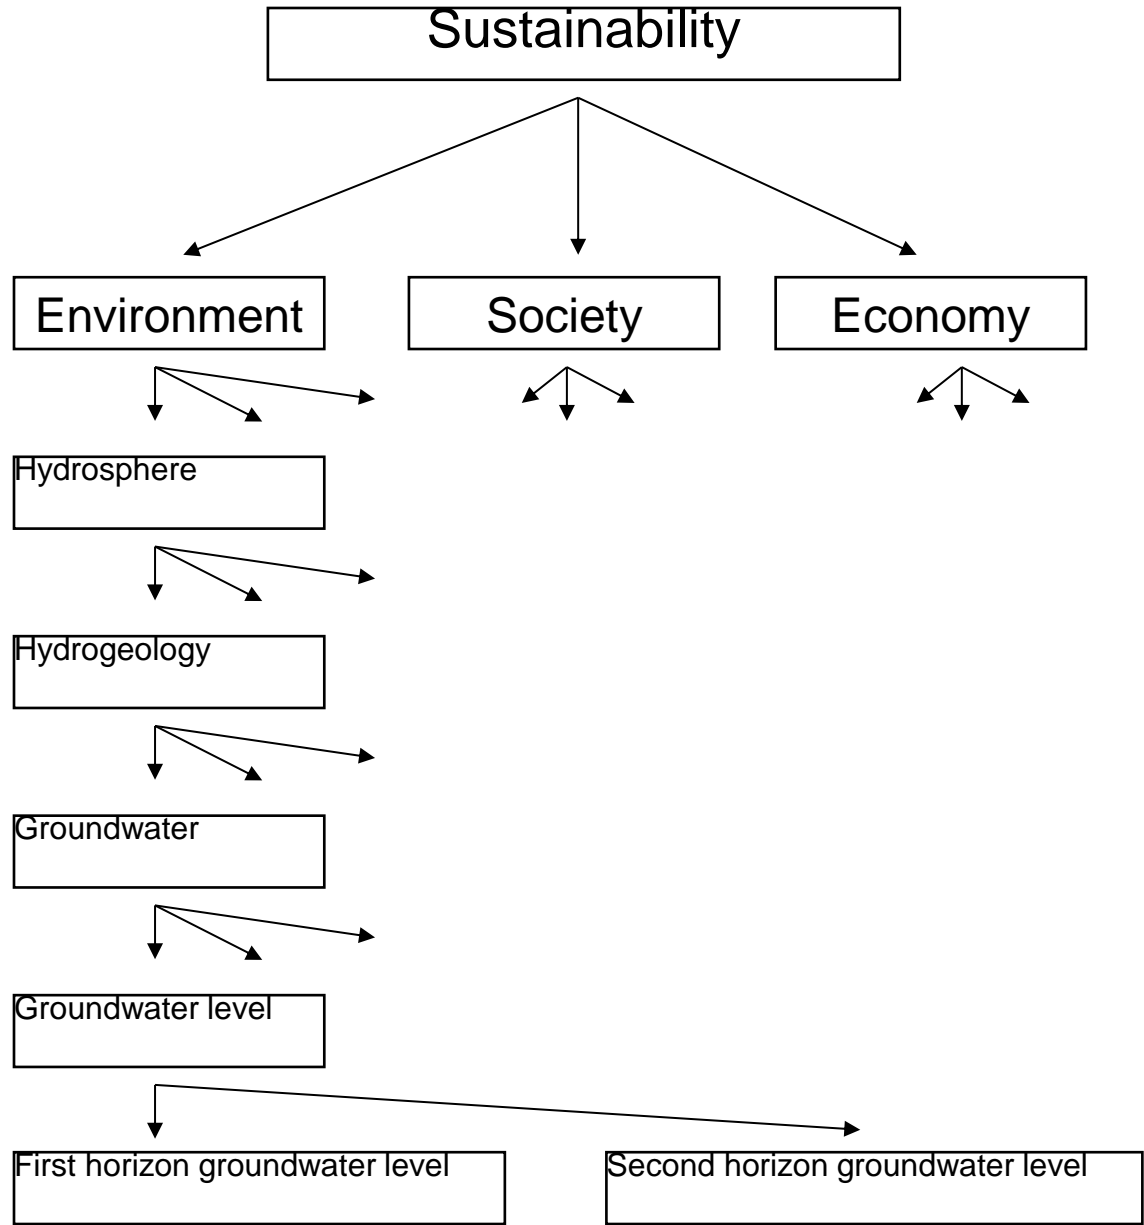 Sustainability
Environment
Society
Economy
Hydrosphere
Hydrogeology
Groundwater
Groundwater level
First horizon groundwater level
Second horizon groundwater level